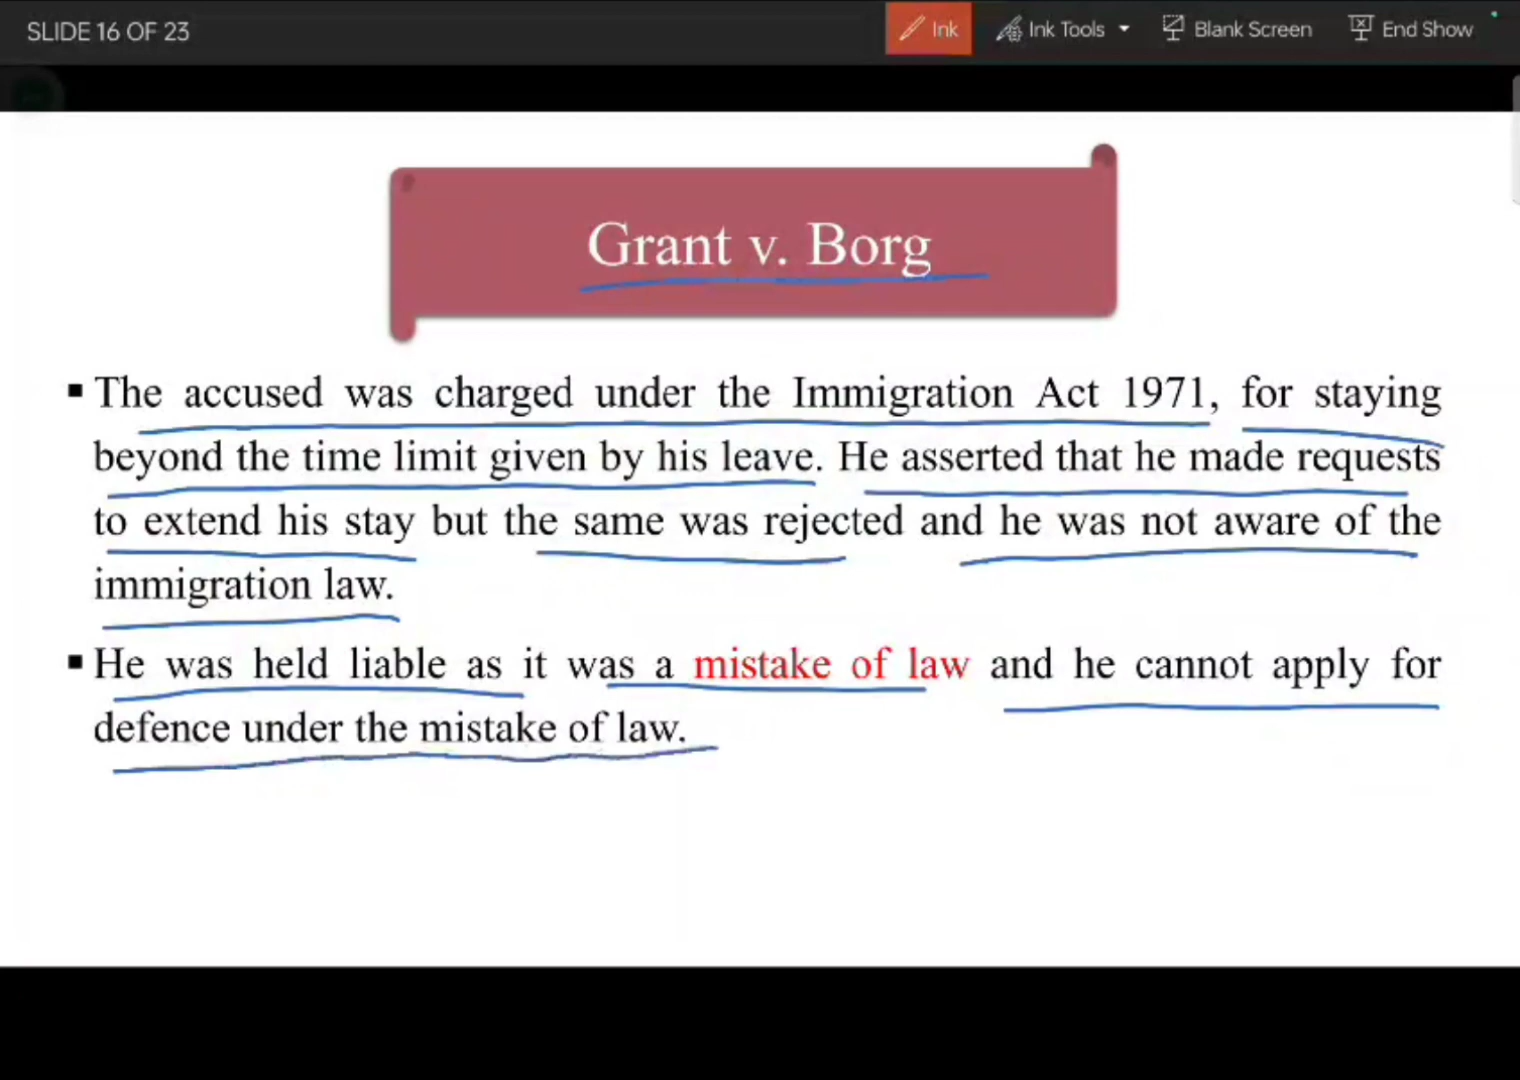 SLIDE 16 OF 23
Ink
Ink Tools
Blank Screen
End Show
Grant v. Borg
▪ The accused was charged under the Immigration Act 1971, for staying
beyond the time limit given by his leave. He asserted that he made requests
to extend his stay but the same was rejected and he was not aware of the
immigration law.
▪ He was held liable as it was a mistake of law and he cannot apply for
defence under the mistake of law.